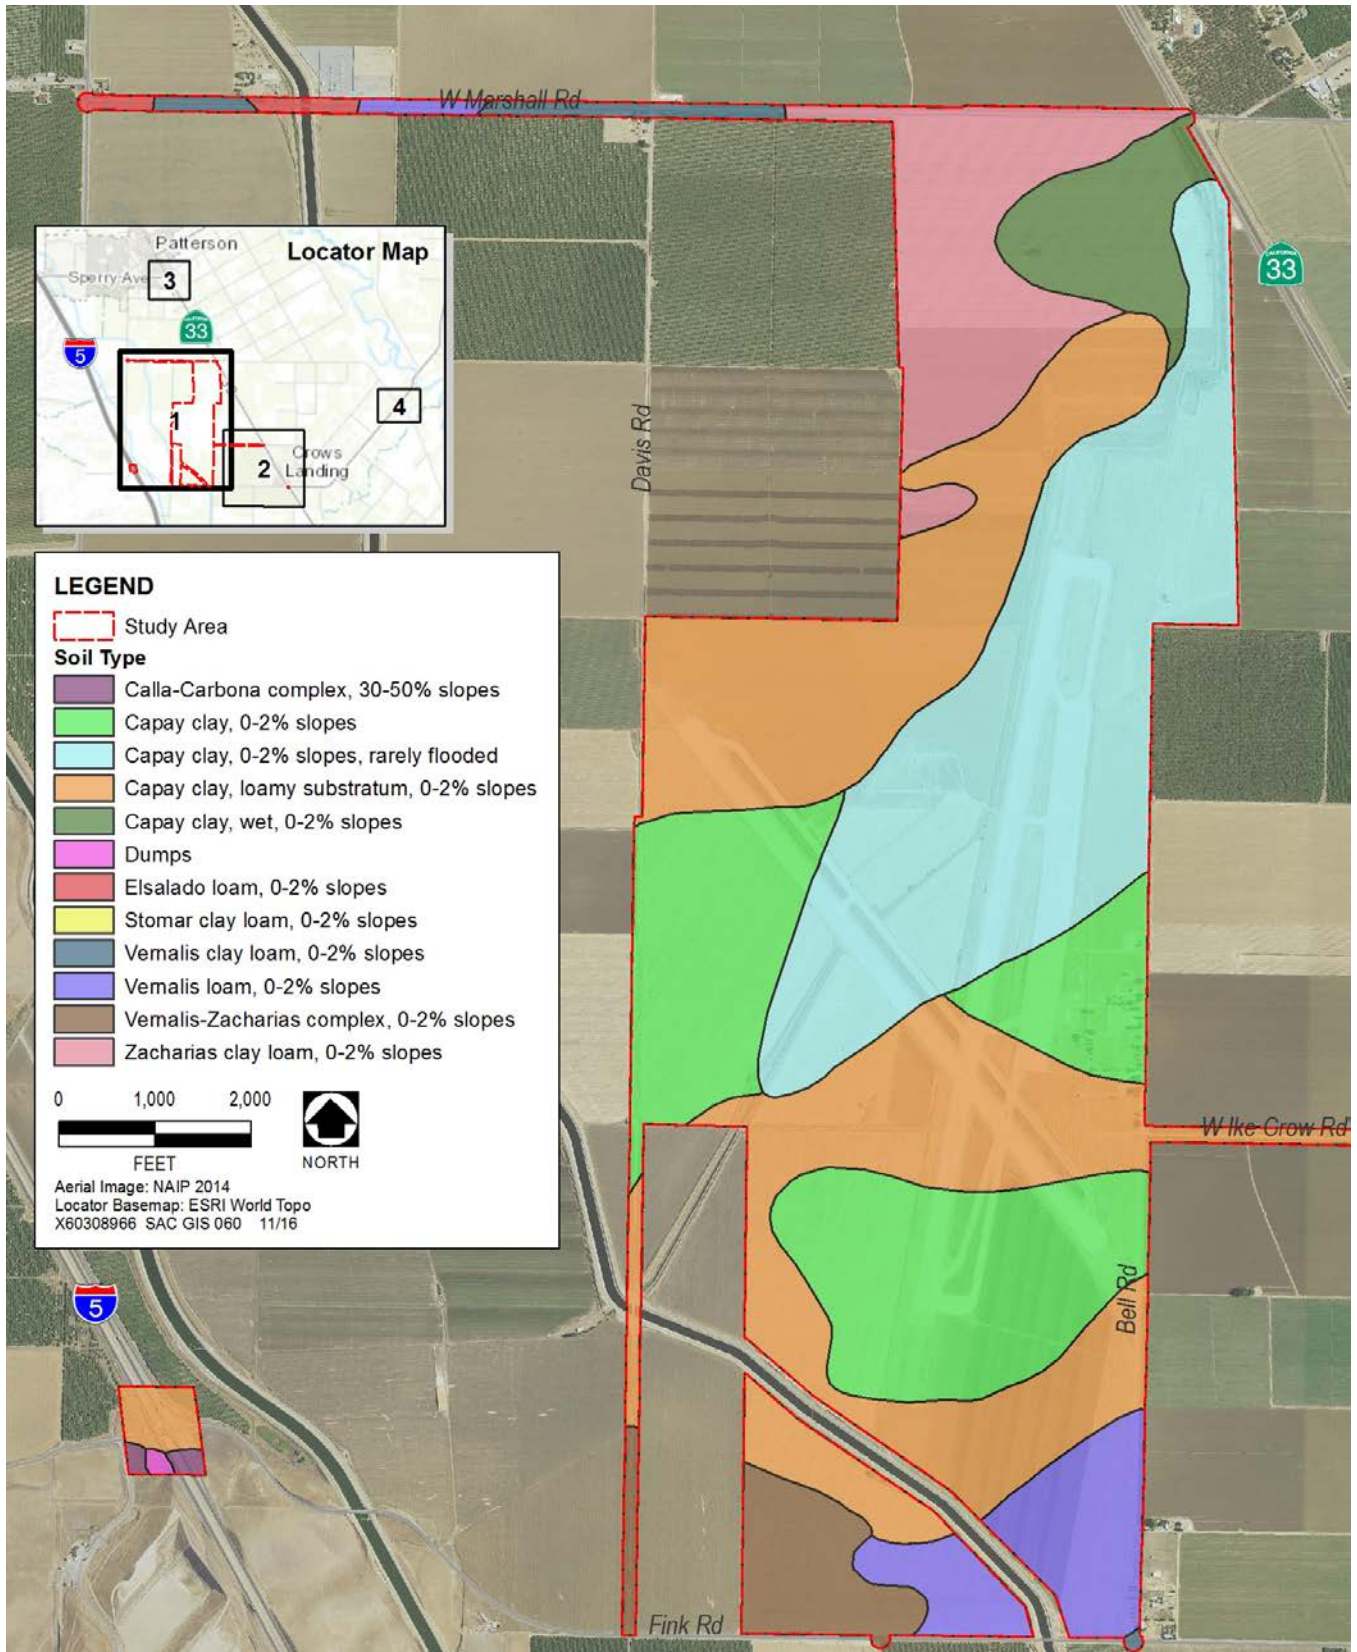 W Marshall Rd
CALIFORNIA
33
Locator Map
Patterson
Sperry Ave
3
CALIFORNIA
33
5
1
4
2
Crows
Landing
Davis Rd
LEGEND
Study Area
Soil Type
Calla-Carbona complex, 30-50% slopes
Capay clay, 0-2% slopes
Capay clay, 0-2% slopes, rarely flooded
Capay clay, loamy substratum, 0-2% slopes
Capay clay, wet, 0-2% slopes
Dumps
Elsalado loam, 0-2% slopes
Stomar clay loam, 0-2% slopes
Vernalis clay loam, 0-2% slopes
Vernalis loam, 0-2% slopes
Vernalis-Zacharias complex, 0-2% slopes
Zacharias clay loam, 0-2% slopes
0 1,000 2,000
FEET
NORTH
Aerial Image: NAIP 2014
Locator Basemap: ESRI World Topo
X60308966 SAC GIS 060 11/16
W Ike Crow Rd
Bell Rd
5
Fink Rd